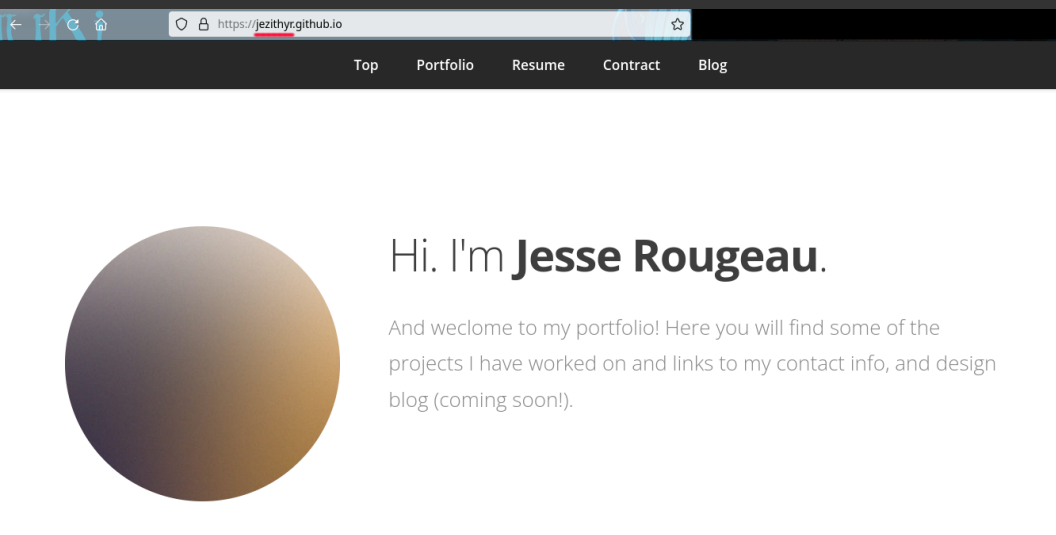 https://jezithyr.github.io
Top Portfolio Resume Contract Blog
Hi. I'm Jesse Rougeau.
And weclome to my portfolio! Here you will find some of the
projects I have worked on and links to my contact info, and design
blog (coming soon!).